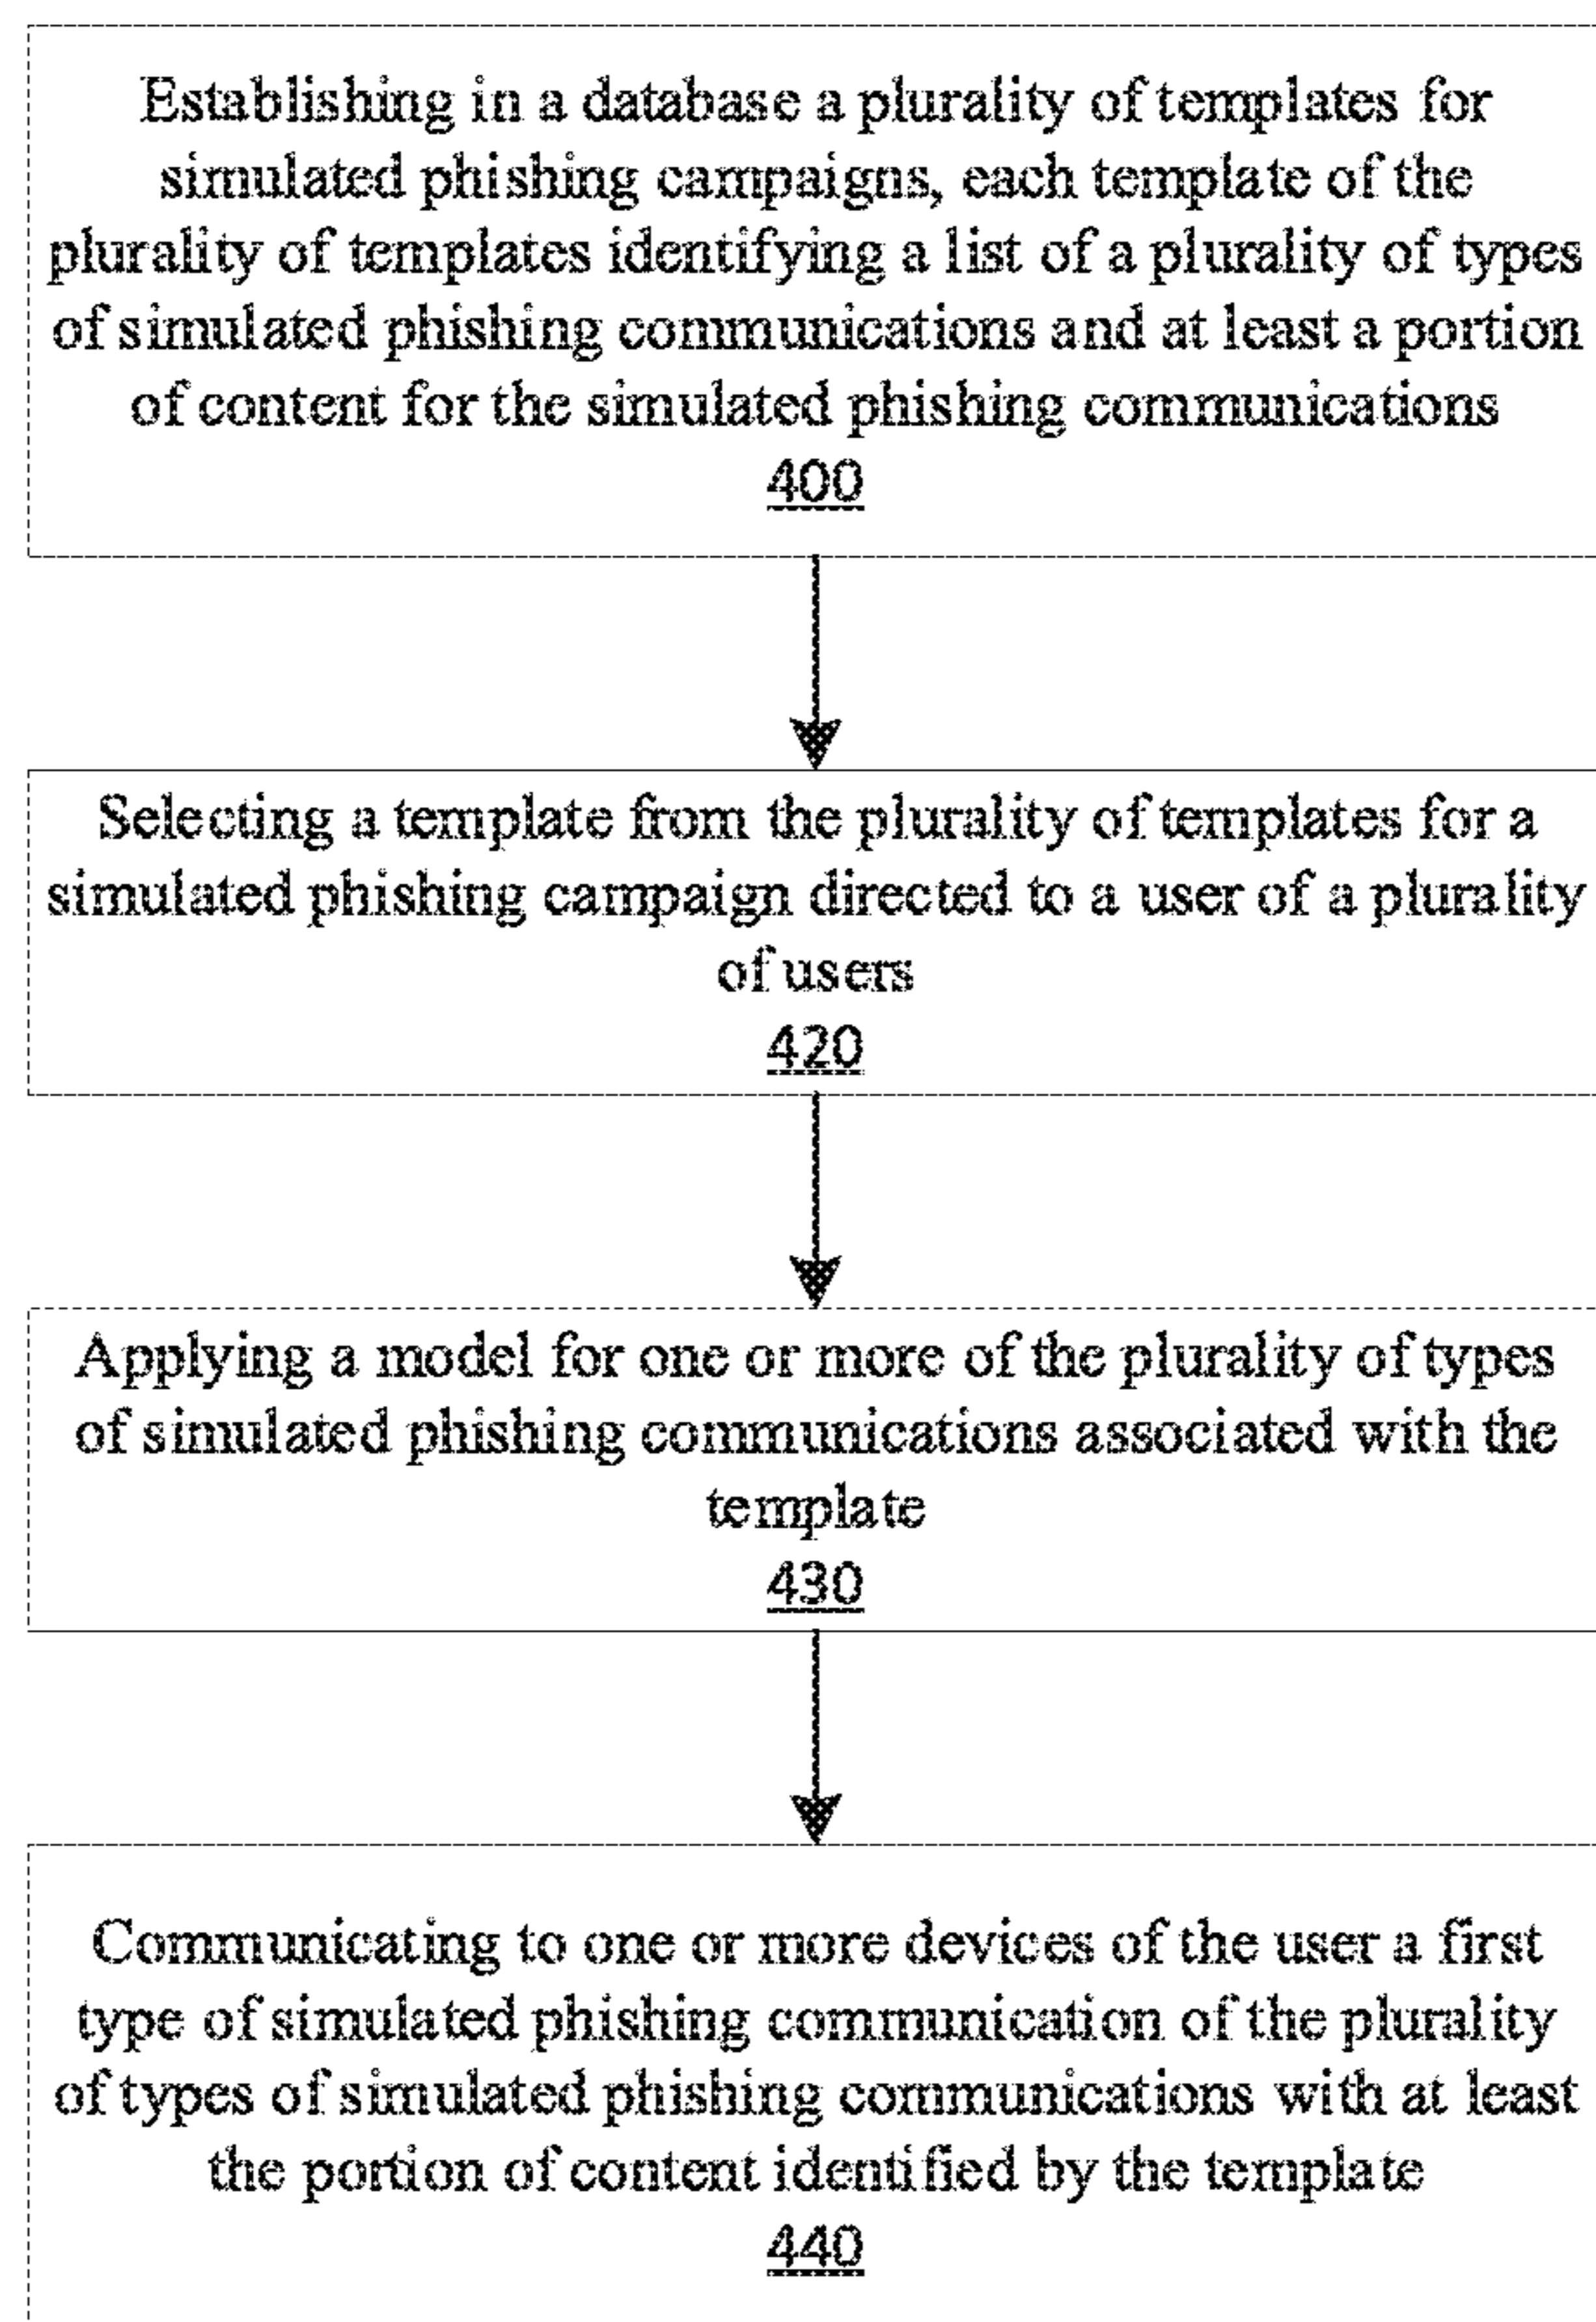 Establishing in a database a plurality of templates for
simulated phishing campaigns, each template of the
plurality of templates identifying a list of a plurality of types
of simulated phishing communications and at least a portion
of content for the simulated phishing communications
400
Selecting a template from the plurality of templates for a
simulated phishing campaign directed to a user of a plurality
of users
420
Applying a model for one or more of the plurality of types
of simulated phishing communications associated with the
template
430
Communicating to one or more devices of the user a first
type of simulated phishing communication of the plurality
of types of simulated phishing communications with at least
the portion of content identified by the template
440